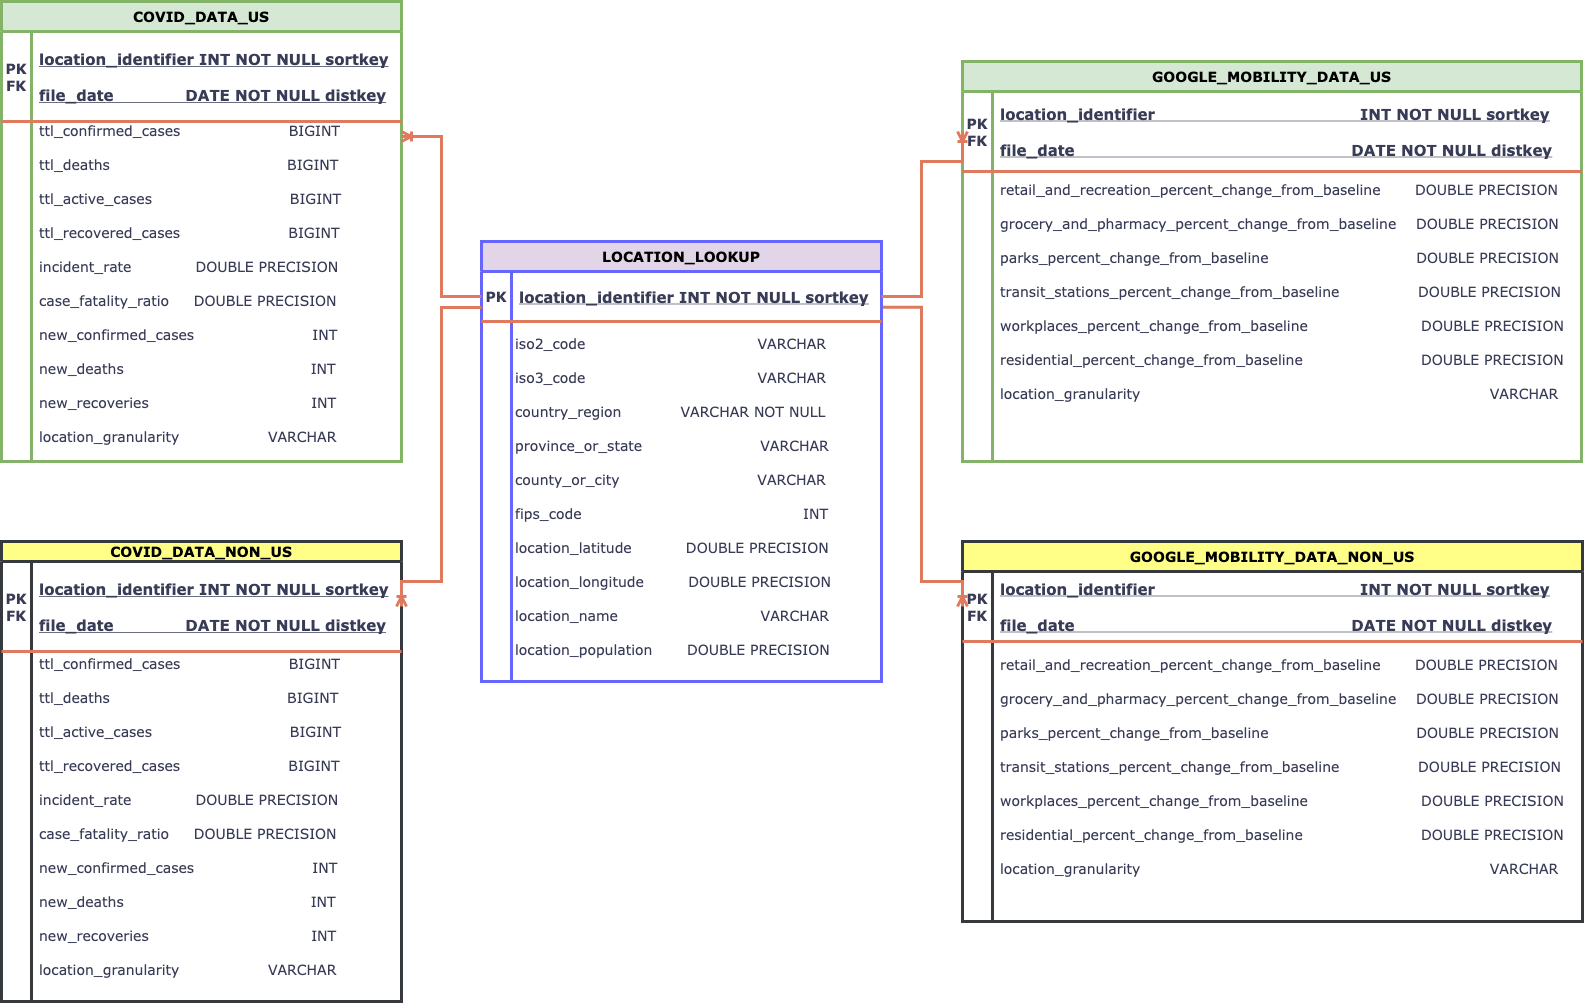 COVID_DATA_US
PK
FK
location_identifier INT NOT NULL sortkey
file_date DATE NOT NULL distkey
ttl_confirmed_cases BIGINT
ttl_deaths BIGINT
ttl_active_cases BIGINT
ttl_recovered_cases BIGINT
incident_rate DOUBLE PRECISION
case_fatality_ratio DOUBLE PRECISION
new_confirmed_cases INT
new_deaths INT
new_recoveries INT
location_granularity VARCHAR
GOOGLE_MOBILITY_DATA_US
PK
FK
location_identifier INT NOT NULL sortkey
file_date DATE NOT NULL distkey
retail_and_recreation_percent_change_from_baseline DOUBLE PRECISION
grocery_and_pharmacy_percent_change_from_baseline DOUBLE PRECISION
parks_percent_change_from_baseline DOUBLE PRECISION
transit_stations_percent_change_from_baseline DOUBLE PRECISION
workplaces_percent_change_from_baseline DOUBLE PRECISION
residential_percent_change_from_baseline DOUBLE PRECISION
location_granularity VARCHAR
LOCATION_LOOKUP
PK
location_identifier INT NOT NULL sortkey
iso2_code VARCHAR
iso3_code VARCHAR
country_region VARCHAR NOT NULL
province_or_state VARCHAR
county_or_city VARCHAR
fips_code INT
location_latitude DOUBLE PRECISION
location_longitude DOUBLE PRECISION
location_name VARCHAR
location_population DOUBLE PRECISION
COVID_DATA_NON_US
PK
FK
location_identifier INT NOT NULL sortkey
file_date DATE NOT NULL distkey
ttl_confirmed_cases BIGINT
ttl_deaths BIGINT
ttl_active_cases BIGINT
ttl_recovered_cases BIGINT
incident_rate DOUBLE PRECISION
case_fatality_ratio DOUBLE PRECISION
new_confirmed_cases INT
new_deaths INT
new_recoveries INT
location_granularity VARCHAR
GOOGLE_MOBILITY_DATA_NON_US
PK
FK
location_identifier INT NOT NULL sortkey
file_date DATE NOT NULL distkey
retail_and_recreation_percent_change_from_baseline DOUBLE PRECISION
grocery_and_pharmacy_percent_change_from_baseline DOUBLE PRECISION
parks_percent_change_from_baseline DOUBLE PRECISION
transit_stations_percent_change_from_baseline DOUBLE PRECISION
workplaces_percent_change_from_baseline DOUBLE PRECISION
residential_percent_change_from_baseline DOUBLE PRECISION
location_granularity VARCHAR